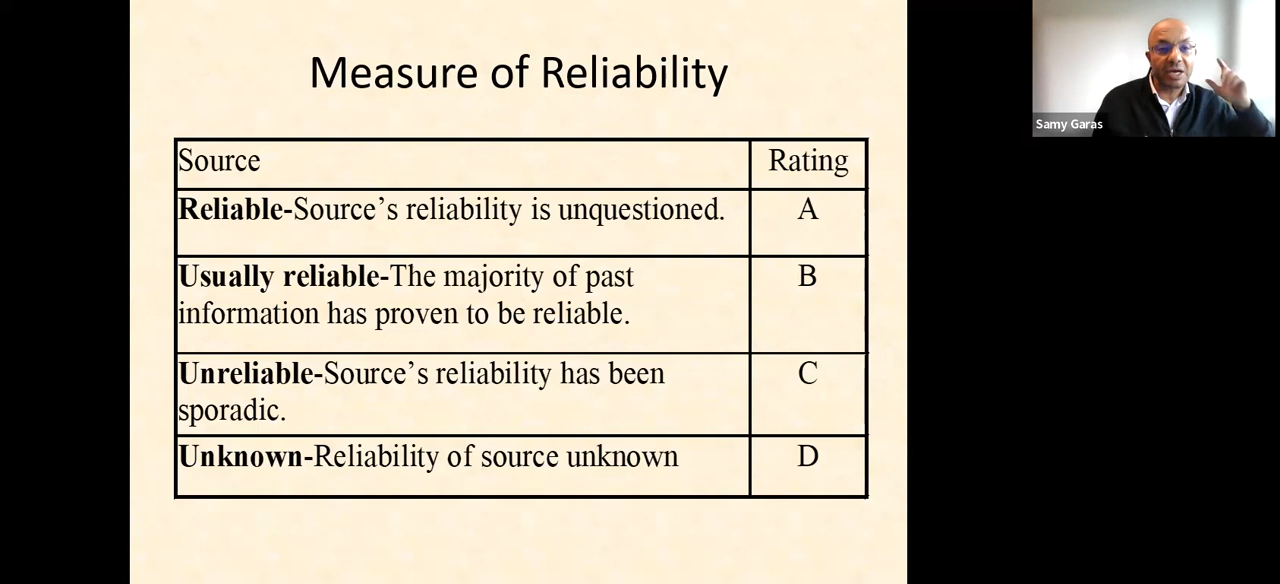 Measure of Reliability
Source
Rating
Reliable-Source’s reliability is unquestioned.
A
Usually reliable-The majority of past
information has proven to be reliable.
B
Unreliable-Source’s reliability has been
sporadic.
C
Unknown-Reliability of source unknown
D
Samy Garas